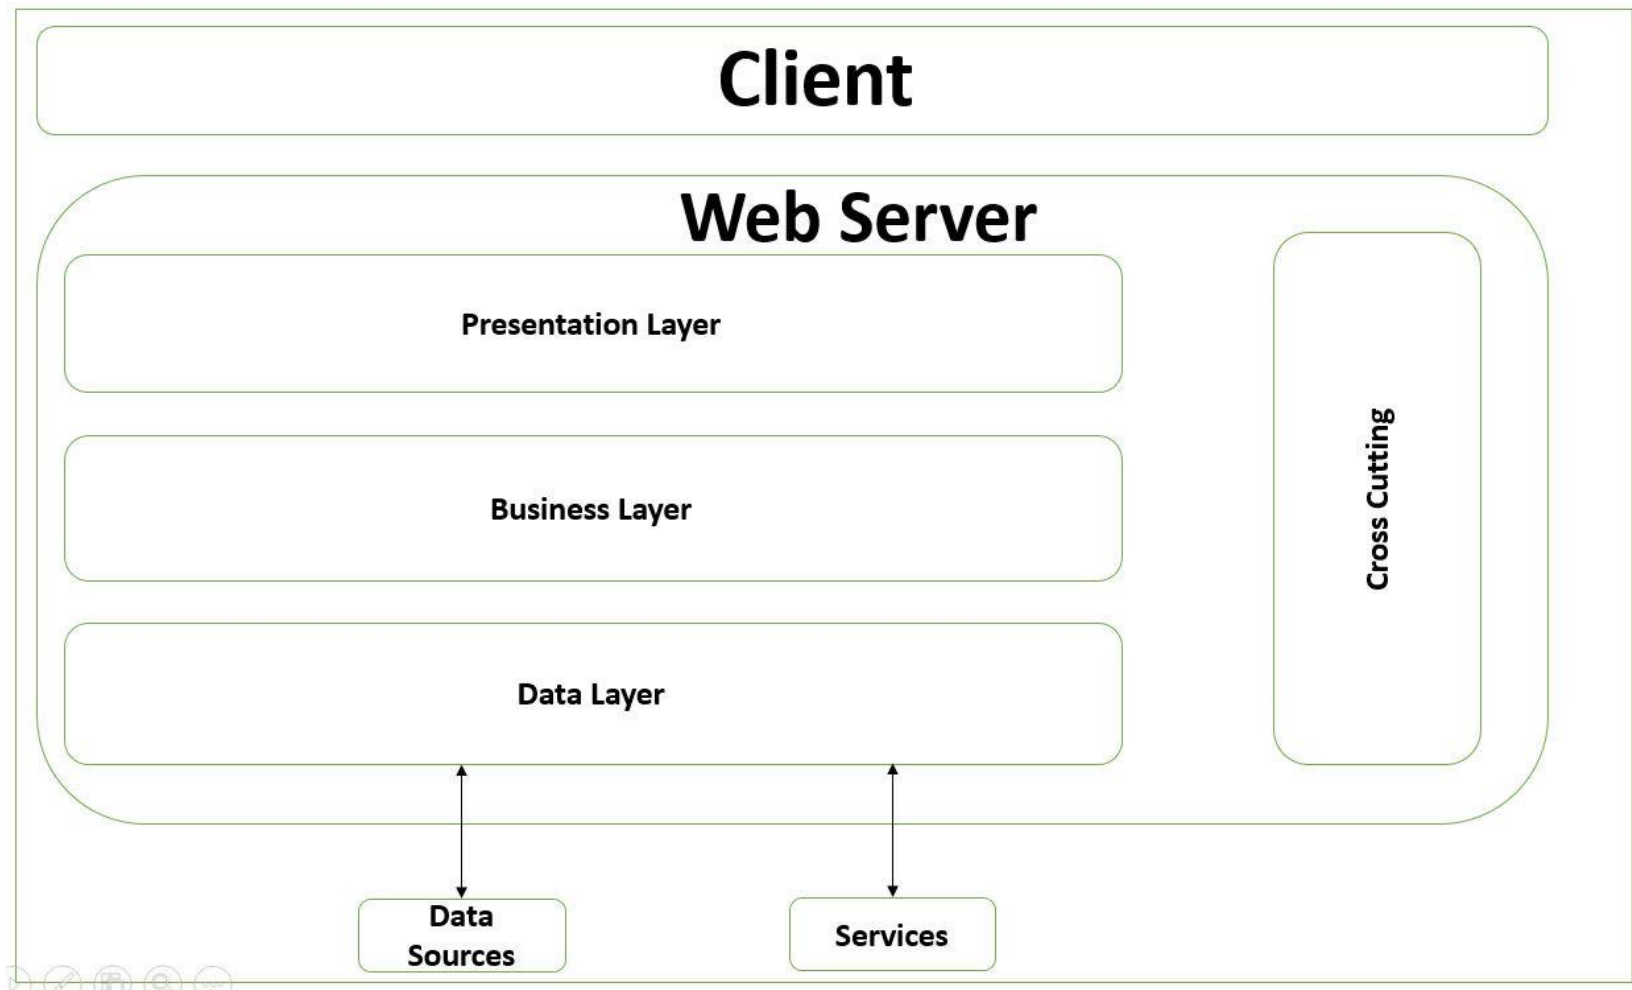 Client
Web Server
Presentation Layer
Business Layer
Data Layer
Cross Cutting
Data
Sources
Services